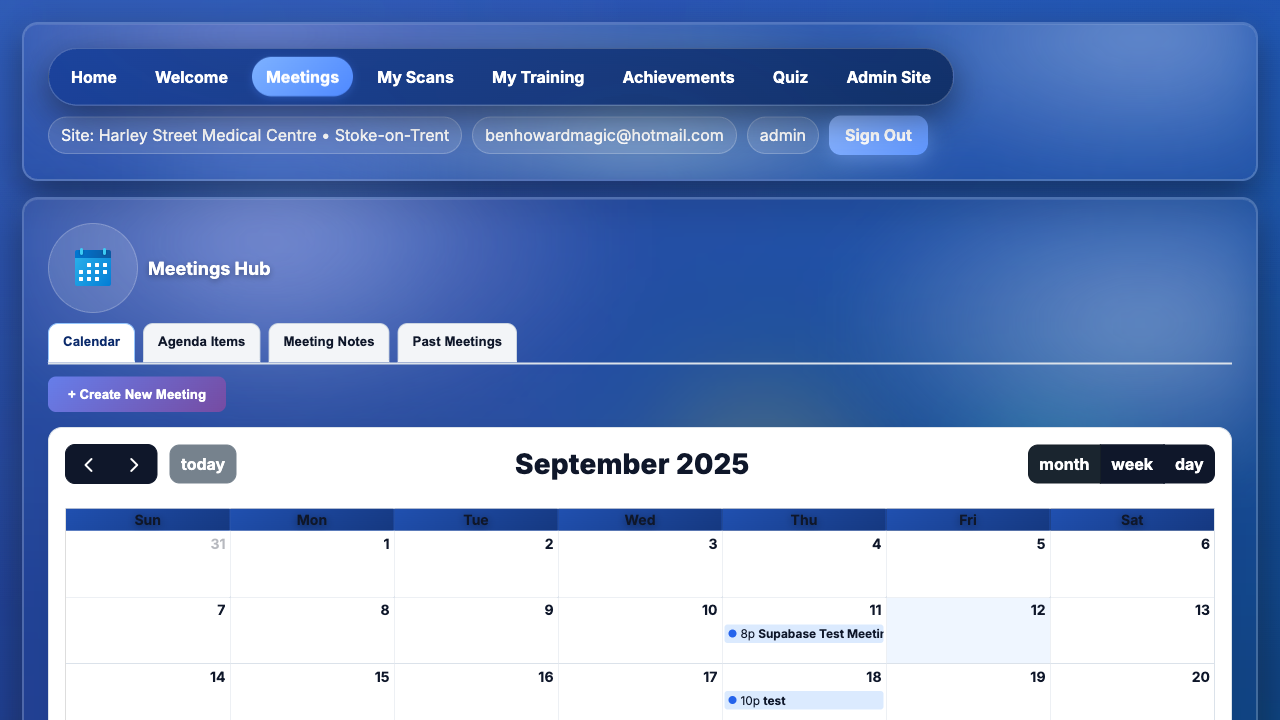 Home Welcome Meetings My Scans My Training Achievements Quiz Admin Site
Site: Harley Street Medical Centre • Stoke-on-Trent benhowardmagic@hotmail.com admin Sign Out
Meetings Hub
Calendar Agenda Items Meeting Notes Past Meetings
+ Create New Meeting
today September 2025 month week day
Sun Mon Tue Wed Thu Fri Sat
31 1 2 3 4 5 6
7 8 9 10 11 12 13
8p Supabase Test Meetin
14 15 16 17 18 19 20
10p test